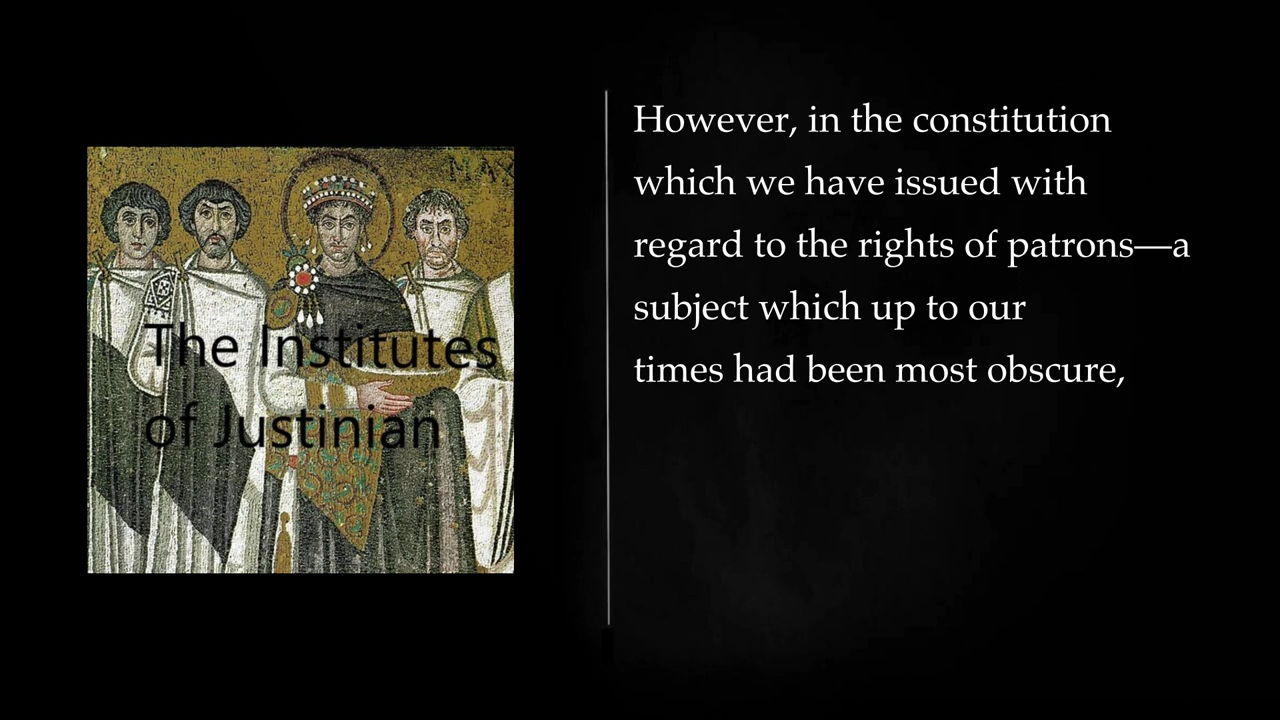 The Institutes
of Justinian
However, in the constitution
which we have issued with
regard to the rights of patrons—a
subject which up to our
times had been most obscure,